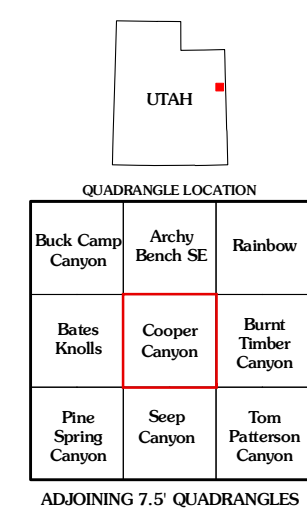 UTAH
QUADRANGLE LOCATION
Buck Camp
Canyon
Archy
Bench SE
Rainbow
Bates
Knolls
Cooper
Canyon
Burnt
Timber
Canyon
Pine
Spring
Canyon
Seep
Canyon
Tom
Patterson
Canyon
ADJOINING 7.5' QUADRANGLES